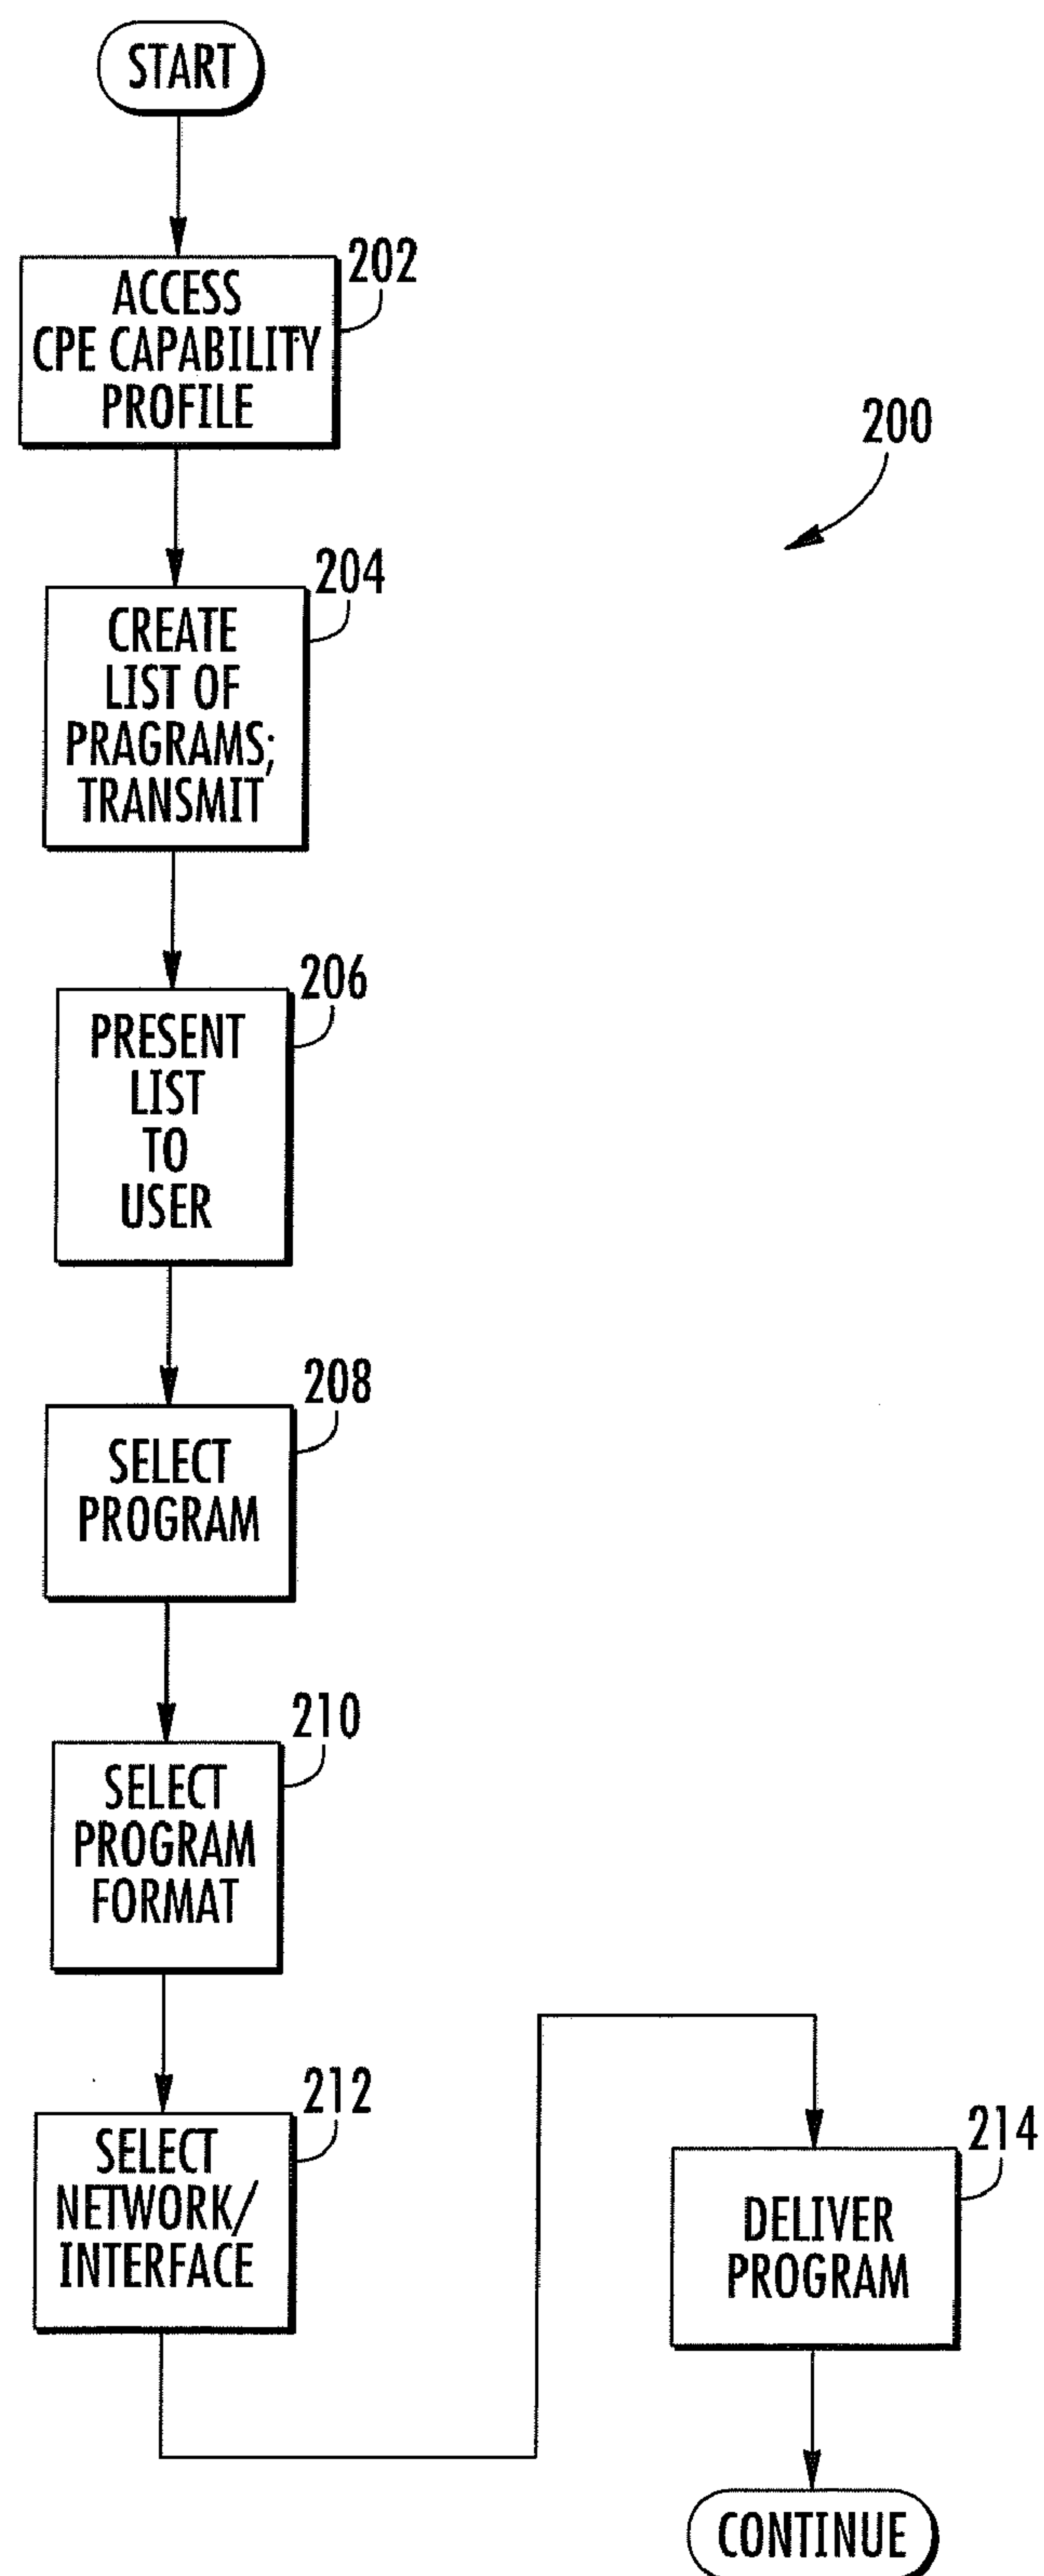 START
202
ACCESS
CPE CAPABILITY
PROFILE
200
204
CREATE
LIST OF
PRAGRAMS;
TRANSMIT
206
PRESENT
LIST
TO
USER
208
SELECT
PROGRAM
210
SELECT
PROGRAM
FORMAT
212
SELECT
NETWORK/
INTERFACE
214
DELIVER
PROGRAM
CONTINUE